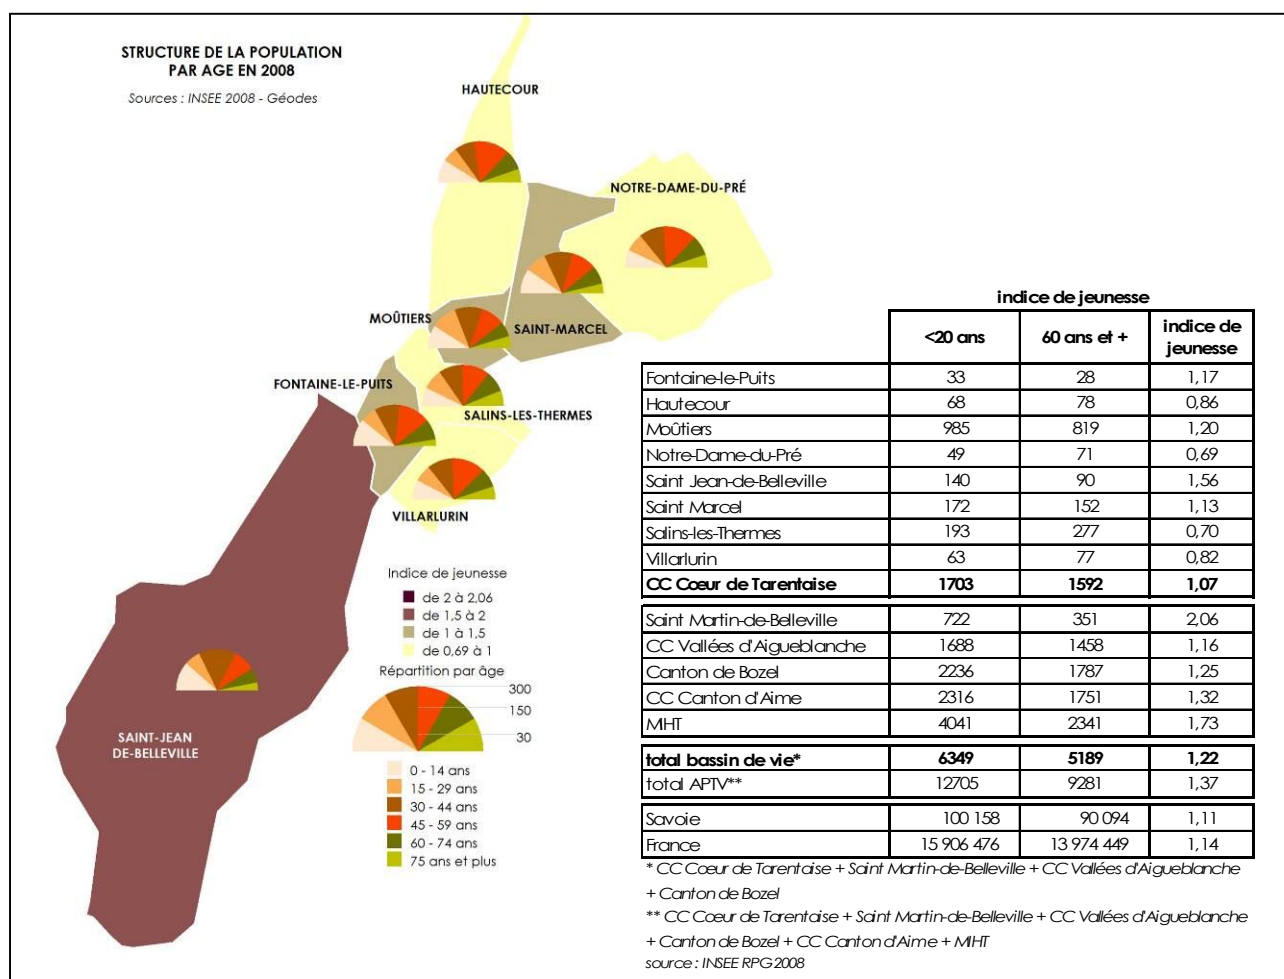 STRUCTURE DE LA POPULATION
PAR AGE EN 2008
Sources : INSEE 2008 - Géodes
HAUTECOUR
NOTRE-DAME-DU-PRÉ
MOÛTIERS
SAINT-MARCEL
FONTAINE-LE-PUITS
SALINS-LES-THERMES
VILLARLURIN
SAINT-JEAN
DE-BELLEVILLE
Indice de jeunesse
de 2 à 2,06
de 1,5 à 2
de 1 à 1,5
de 0,69 à 1
Répartition par âge
300
150
30
0 - 14 ans
15 - 29 ans
30 - 44 ans
45 - 59 ans
60 - 74 ans
75 ans et plus
indice de jeunesse
<20 ans 60 ans et + indice de
jeunesse
Fontaine-le-Puits 33 28 1,17
Hautecour 68 78 0,86
Moûtiers 985 819 1,20
Notre-Dame-du-Pré 49 71 0,69
Saint Jean-de-Belleville 140 90 1,56
Saint Marcel 172 152 1,13
Salins-les-Thermes 193 277 0,70
Villarlurin 63 77 0,82
CC Cœur de Tarentaise 1703 1592 1,07
Saint Martin-de-Belleville 722 351 2,06
CC Vallées d'Aigueblanche 1688 1458 1,16
Canton de Bozel 2236 1787 1,25
CC Canton d'Aime 2316 1751 1,32
MIHT 4041 2341 1,73
total bassin de vie* 6349 5189 1,22
total APTV** 12705 9281 1,37
Savoie 100 158 90 094 1,11
France 15 906 476 13 974 449 1,14
* CC Cœur de Tarentaise + Saint Martin-de-Belleville + CC Vallées d'Aigueblanche
+ Canton de Bozel
** CC Cœur de Tarentaise + Saint Martin-de-Belleville + CC Vallées d'Aigueblanche
+ Canton de Bozel + CC Canton d'Aime + MIHT
source : INSEE RPG 2008